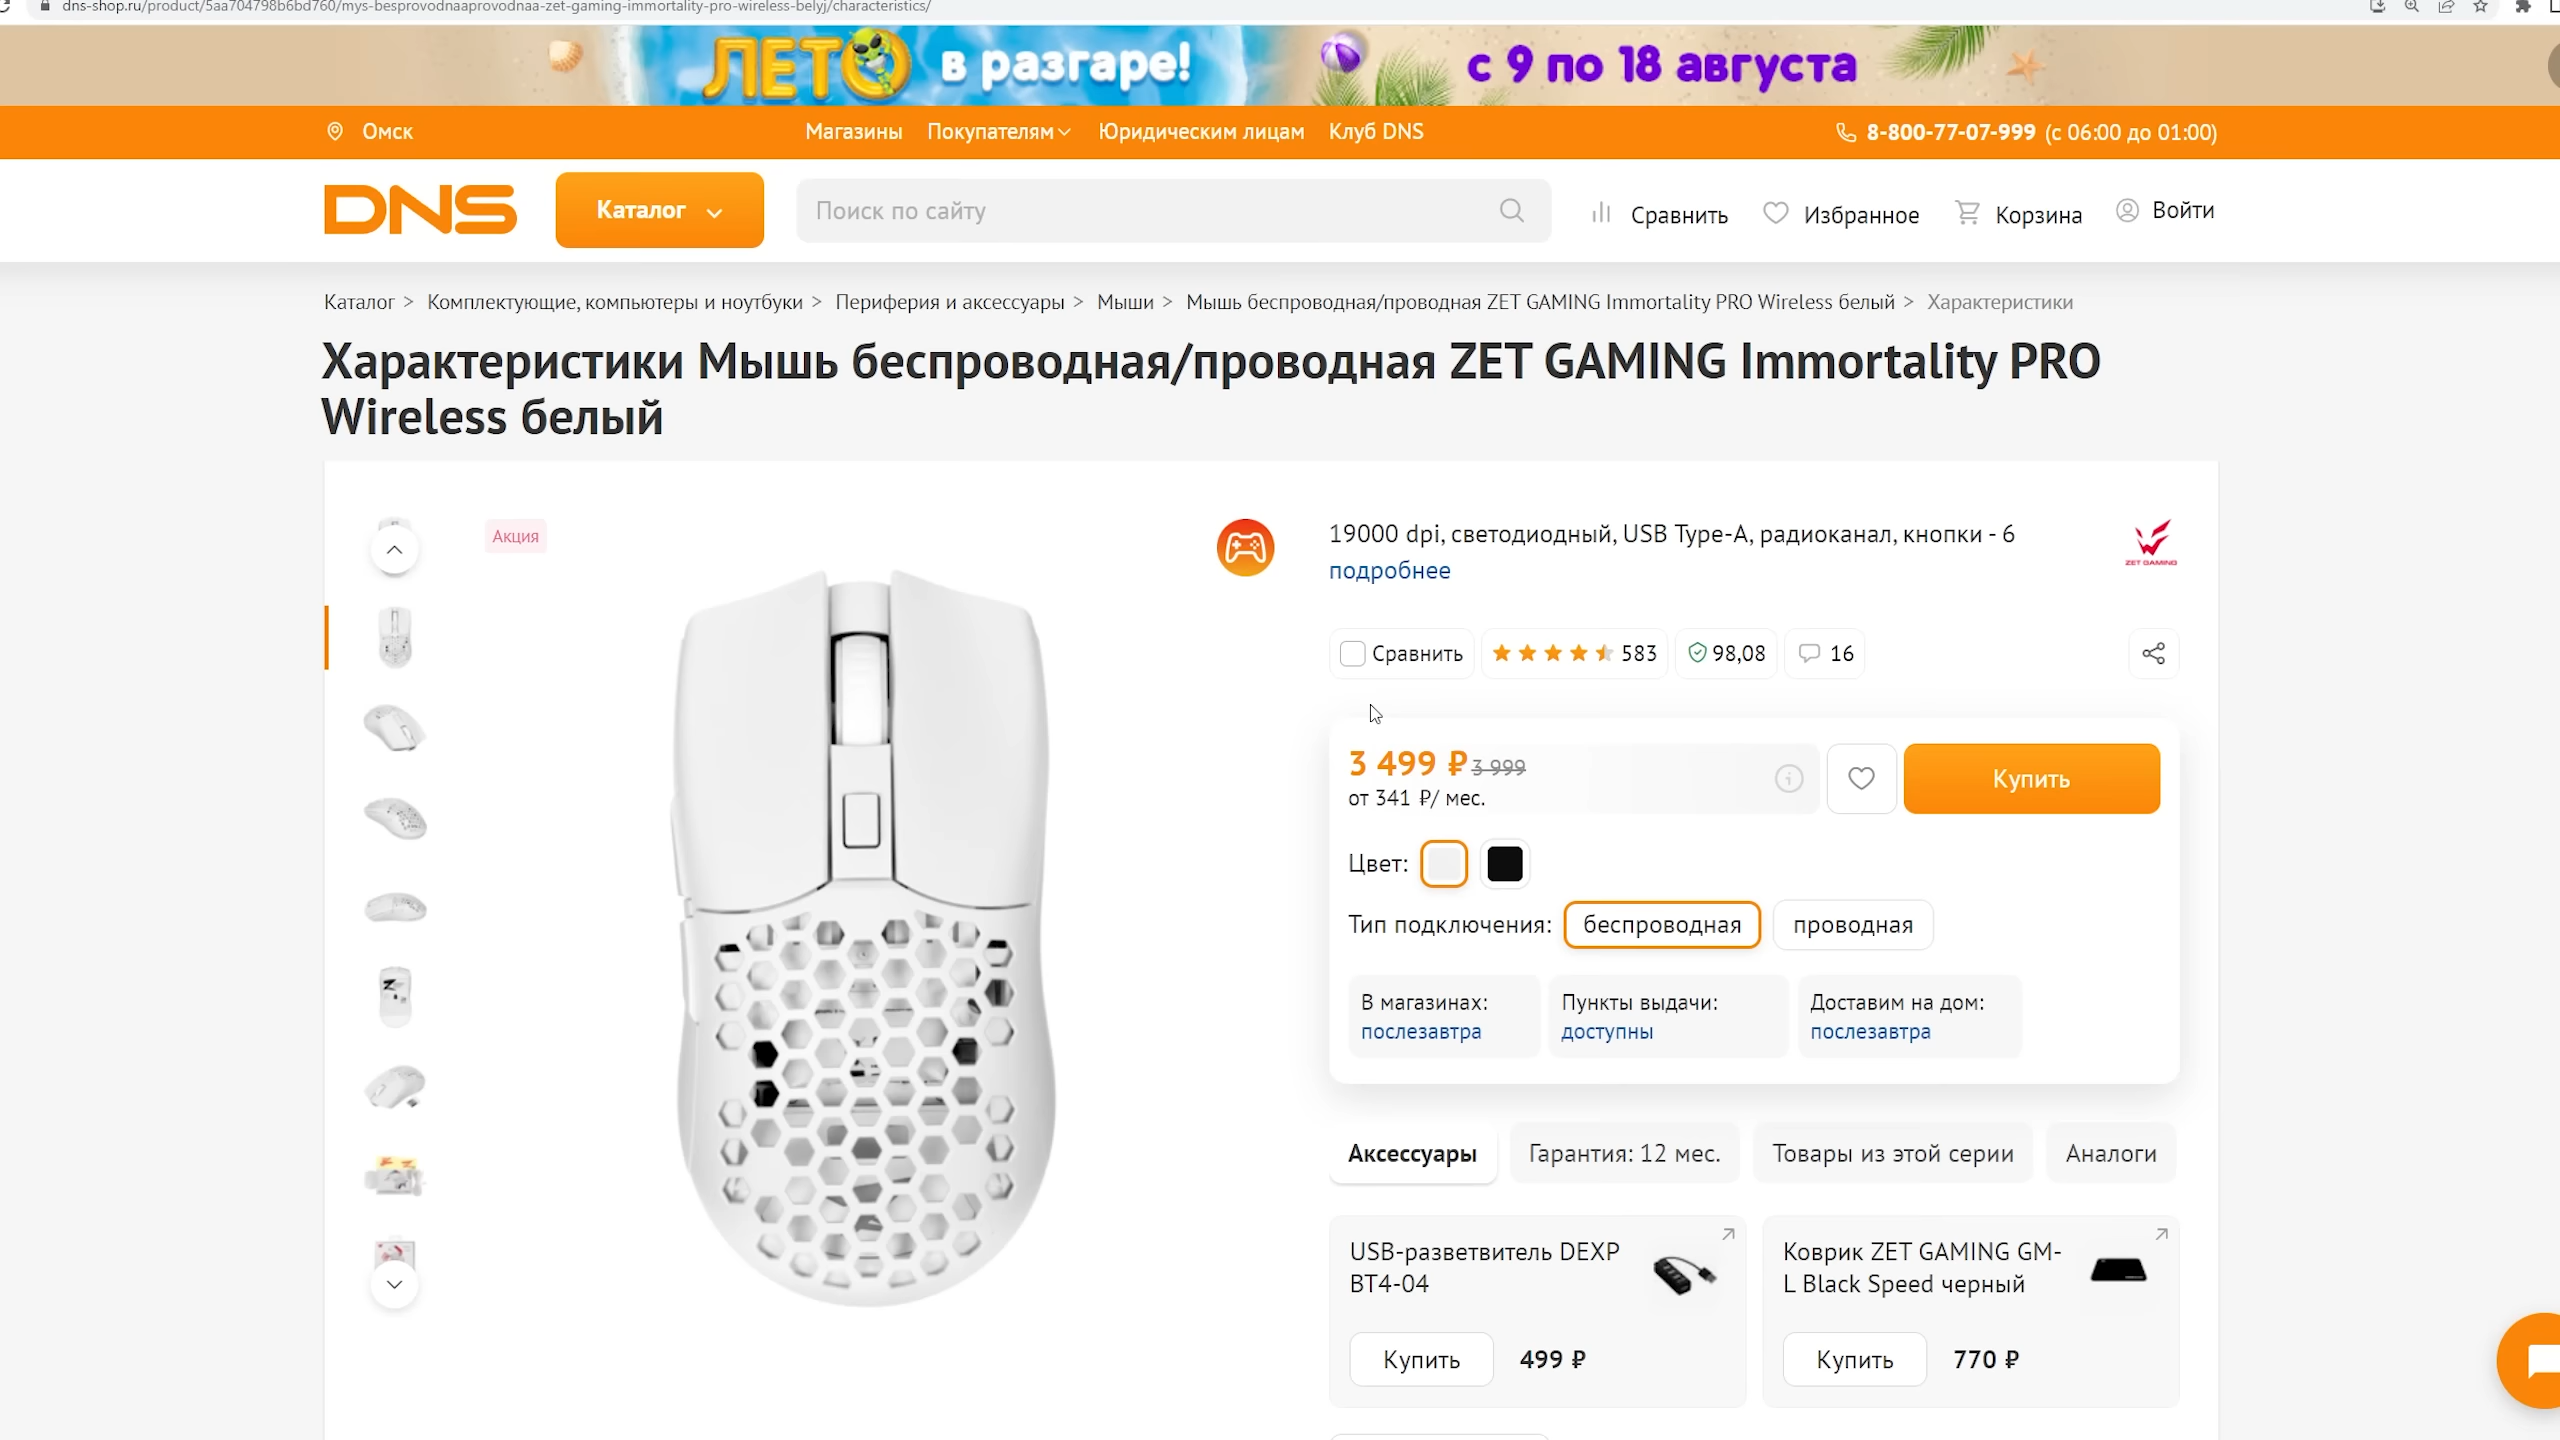 dns-shop.ru/product/5aa704798b6bd760/mys-besprovodnaaprovodnaa-zet-gaming-immortality-pro-wireless-belyj/characteristics/
ЛЕТО в разгаре!
с 9 по 18 августа
Омск
Магазины
Покупателям
Юридическим лицам
Клуб DNS
8-800-77-07-999 (с 06:00 до 01:00)
DNS
Каталог
Поиск по сайту
Сравнить
Избранное
Корзина
Войти
Каталог > Комплектующие, компьютеры и ноутбуки > Периферия и аксессуары > Мыши > Мышь беспроводная/проводная ZET GAMING Immortality PRO Wireless белый > Характеристики
Характеристики Мышь беспроводная/проводная ZET GAMING Immortality PRO
Wireless белый
Акция
19000 dpi, светодиодный, USB Type-A, радиоканал, кнопки - 6
подробнее
ZET GAMING
Сравнить
583
98,08
16
3 499 ₽ 3 999
от 341 ₽/ мес.
Купить
Цвет:
Тип подключения:
беспроводная
проводная
В магазинах:
послезавтра
Пункты выдачи:
доступны
Доставим на дом:
послезавтра
Аксессуары
Гарантия: 12 мес.
Товары из этой серии
Аналоги
USB-разветвитель DEXP
BT4-04
Купить
499 ₽
Коврик ZET GAMING GM-
L Black Speed черный
Купить
770 ₽